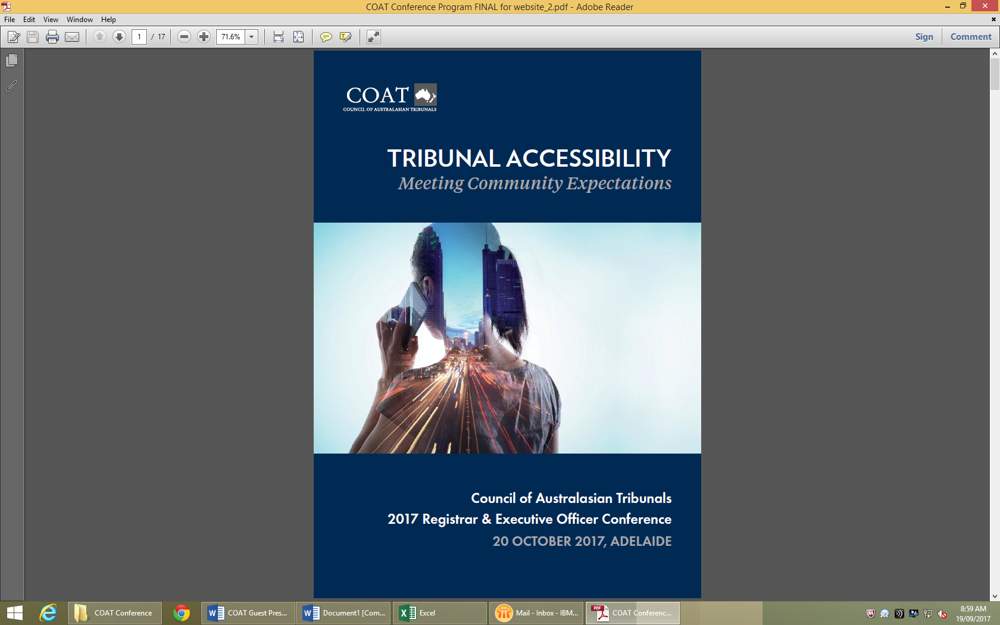 COAT Conference Program FINAL for website_2.pdf - Adobe Reader
File Edit View Window Help
1 / 17 71.6% Sign Comment
COAT
COUNCIL OF AUSTRALASIAN TRIBUNALS
TRIBUNAL ACCESSIBILITY
Meeting Community Expectations
Council of Australasian Tribunals
2017 Registrar & Executive Officer Conference
20 OCTOBER 2017, ADELAIDE
COAT Conference COAT Guest Pres... Document1 [Com... Excel Mail - Inbox - IBM... COAT Conferenc...
8:59 AM
19/09/2017